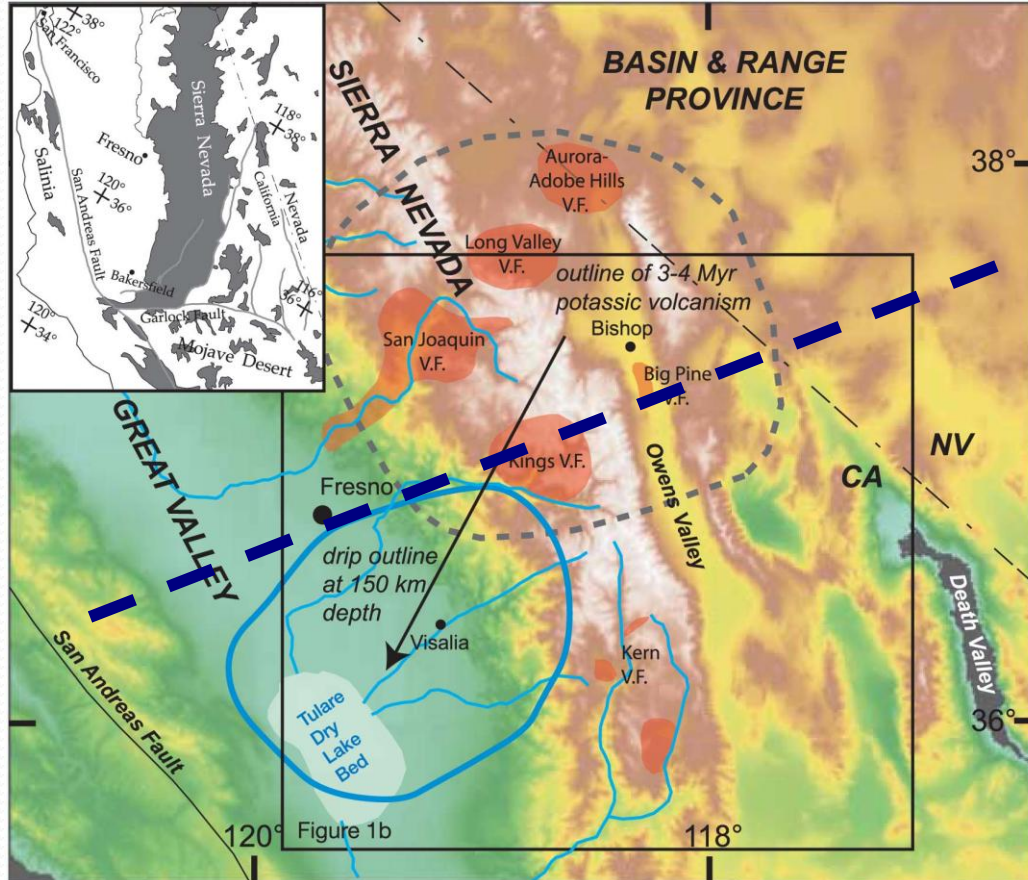 38°
122°
San Francisco
Sierra Nevada
118°
38°
Fresno
120°
36°
Salinia
San Andreas Fault
California
Nevada
Bakersfield
116°
36°
120°
34°
Garlock Fault
Mojave Desert
BASIN & RANGE
PROVINCE
SIERRA NEVADA
38°
Aurora-
Adobe Hills
V.F.
Long Valley
V.F.
outline of 3-4 Myr
potassic volcanism
Bishop
San Joaquin
V.F.
Big Pine
V.F.
GREAT VALLEY
Kings V.F.
Owens Valley
NV
CA
Fresno
drip outline
at 150 km
depth
Visalia
Death Valley
San Andreas Fault
Kern
V.F.
Tulare
Dry
Lake
Bed
36°
Figure 1b
120°
118°